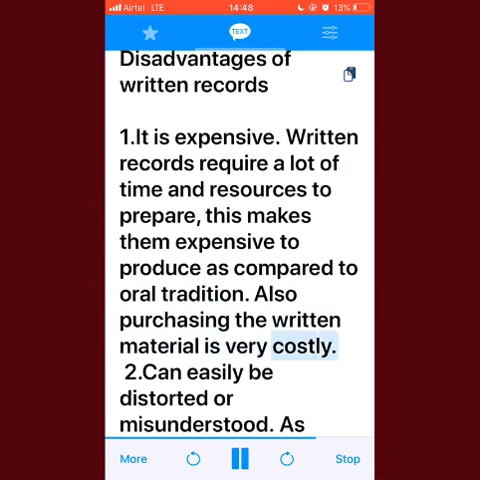 Airtel LTE 14:48 13%
TEXT
Disadvantages of
written records
1.It is expensive. Written
records require a lot of
time and resources to
prepare, this makes
them expensive to
produce as compared to
oral tradition. Also
purchasing the written
material is very costly.
2.Can easily be
distorted or
misunderstood. As
More Stop